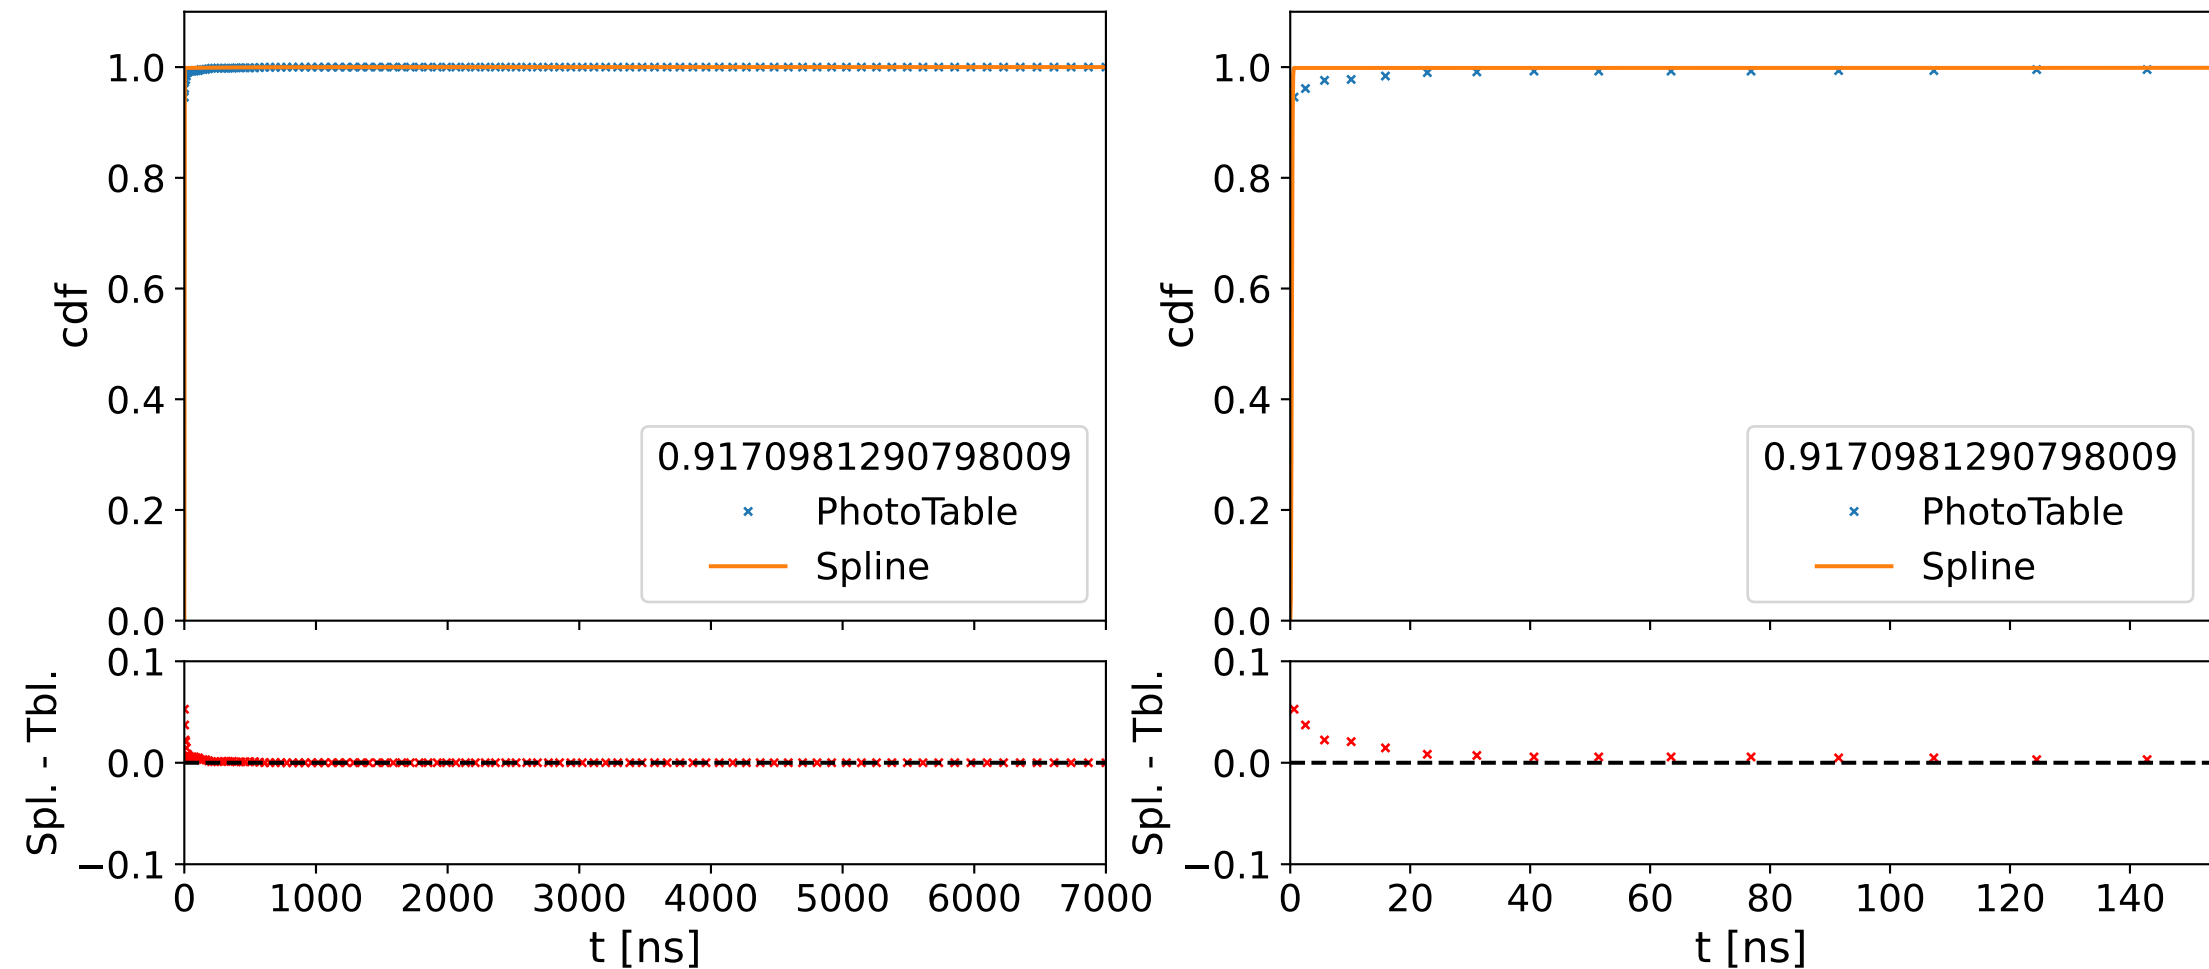 1.0
0.8
0.6
0.4
0.2
0.0
cdf
0.9170981290798009
PhotoTable
Spline
0.1
0.0
−0.1
Spl. - Tbl.
0 1000 2000 3000 4000 5000 6000 7000
t [ns]
1.0
0.8
0.6
0.4
0.2
0.0
cdf
0.9170981290798009
PhotoTable
Spline
0.1
0.0
−0.1
Spl. - Tbl.
0 20 40 60 80 100 120 140
t [ns]